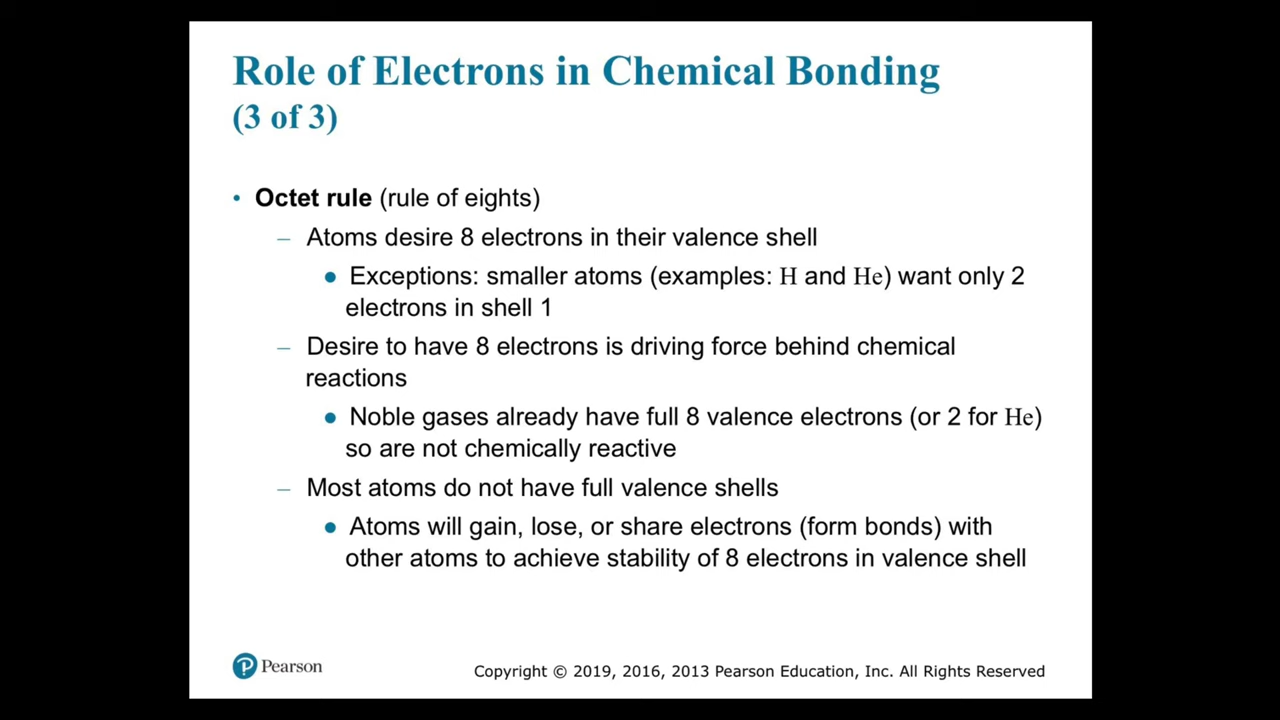 Role of Electrons in Chemical Bonding
(3 of 3)
• Octet rule (rule of eights)
– Atoms desire 8 electrons in their valence shell
● Exceptions: smaller atoms (examples: H and He) want only 2
electrons in shell 1
– Desire to have 8 electrons is driving force behind chemical
reactions
● Noble gases already have full 8 valence electrons (or 2 for He)
so are not chemically reactive
– Most atoms do not have full valence shells
● Atoms will gain, lose, or share electrons (form bonds) with
other atoms to achieve stability of 8 electrons in valence shell
P Pearson
Copyright © 2019, 2016, 2013 Pearson Education, Inc. All Rights Reserved